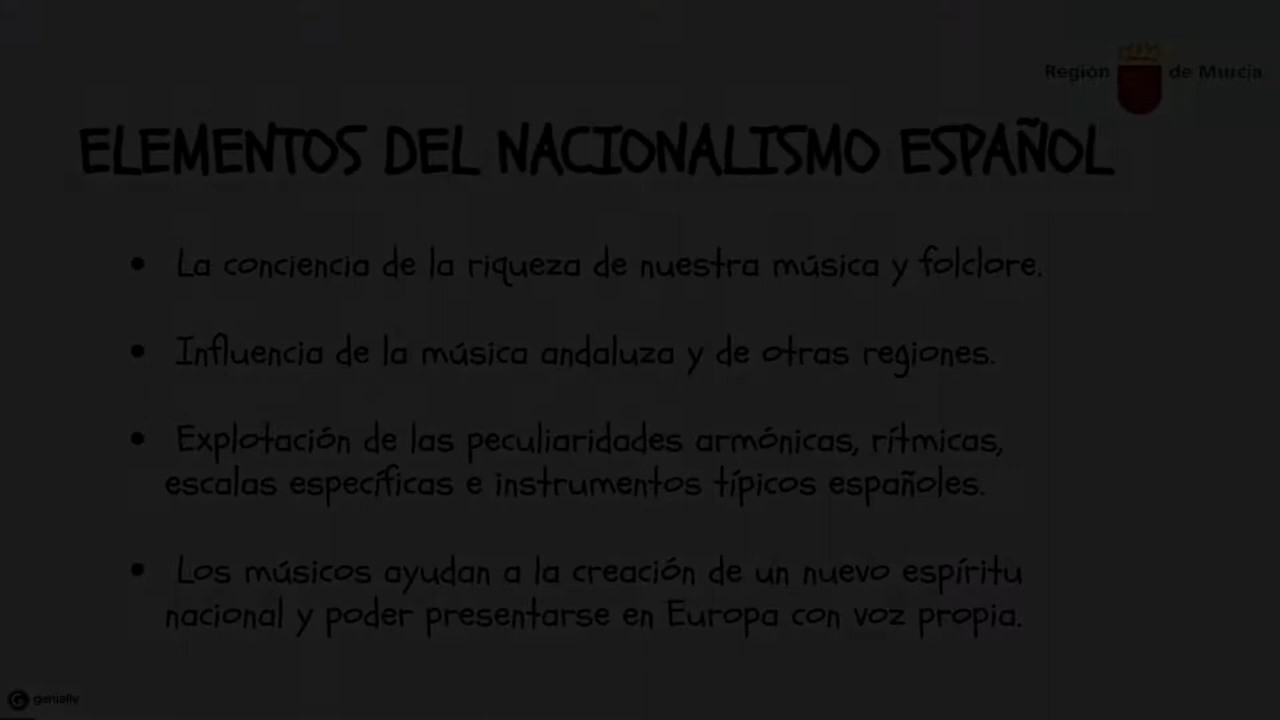 Región de Murcia
ELEMENTOS DEL NACIONALISMO ESPAÑOL
• La conciencia de la riqueza de nuestra música y folclore.
• Influencia de la música andaluza y de otras regiones.
• Explotación de las peculiaridades armónicas, rítmicas,
escalas específicas e instrumentos típicos españoles.
• Los músicos ayudan a la creación de un nuevo espíritu
nacional y poder presentarse en Europa con voz propia.
genially